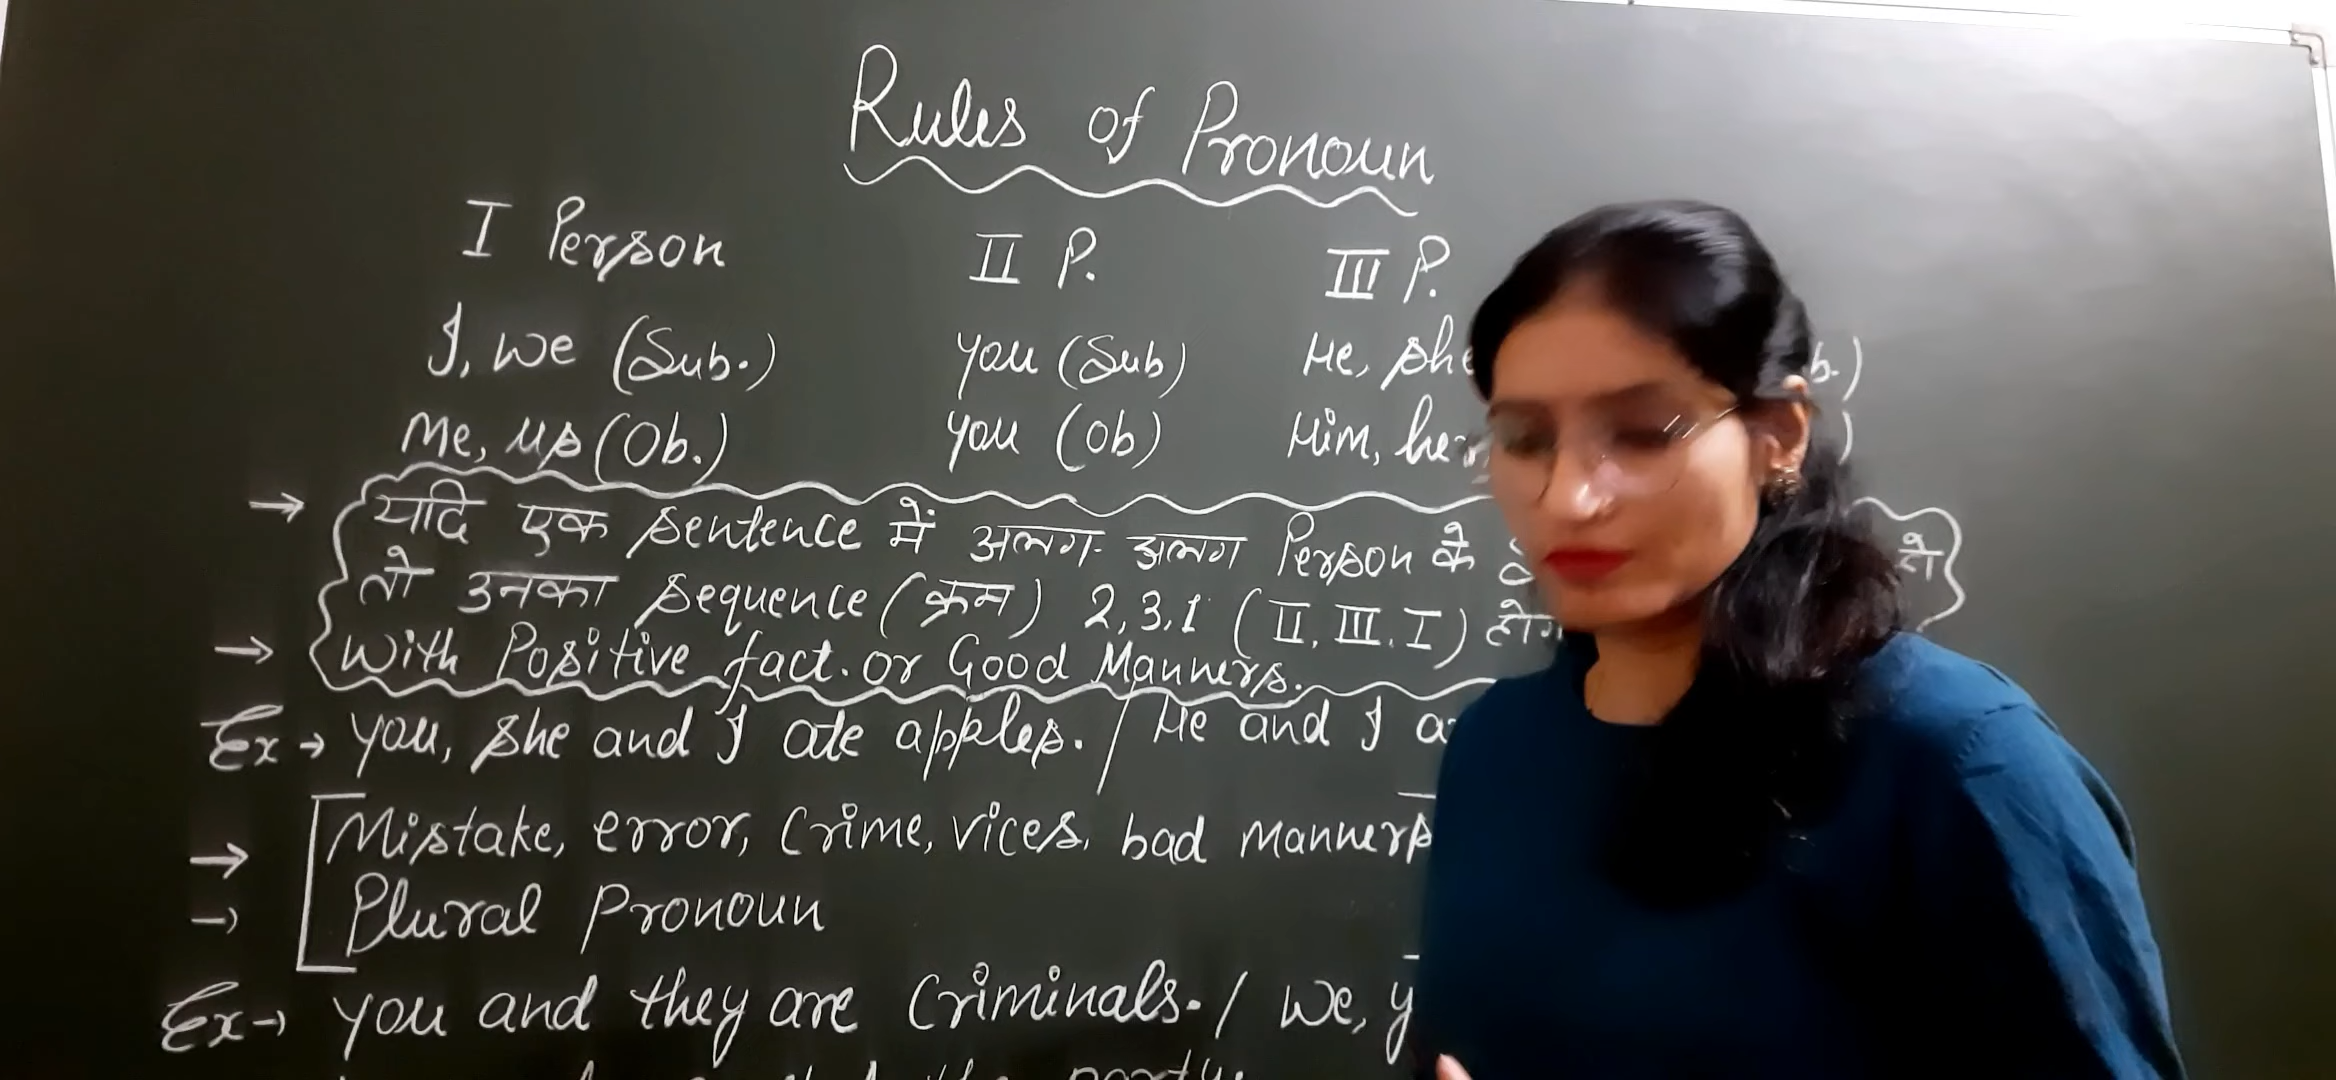 Rules of Pronoun
I Person II P. III P.
I, we (Sub.) you (Sub) He, she b.)
Me, us (Ob.) you (Ob) Him, her, )
→ यदि एक sentence में अलग-अलग Person के हो
तो उनका sequence (क्रम) 2,3,1 (II, III, I)
→ with Positive fact. or Good Manners.
Ex → you, she and I ate apples. / He and I
→ Mistake, error, Crime, vices, bad manners
→ Plural Pronoun
Ex → you and they are Criminals. / we,
the party.